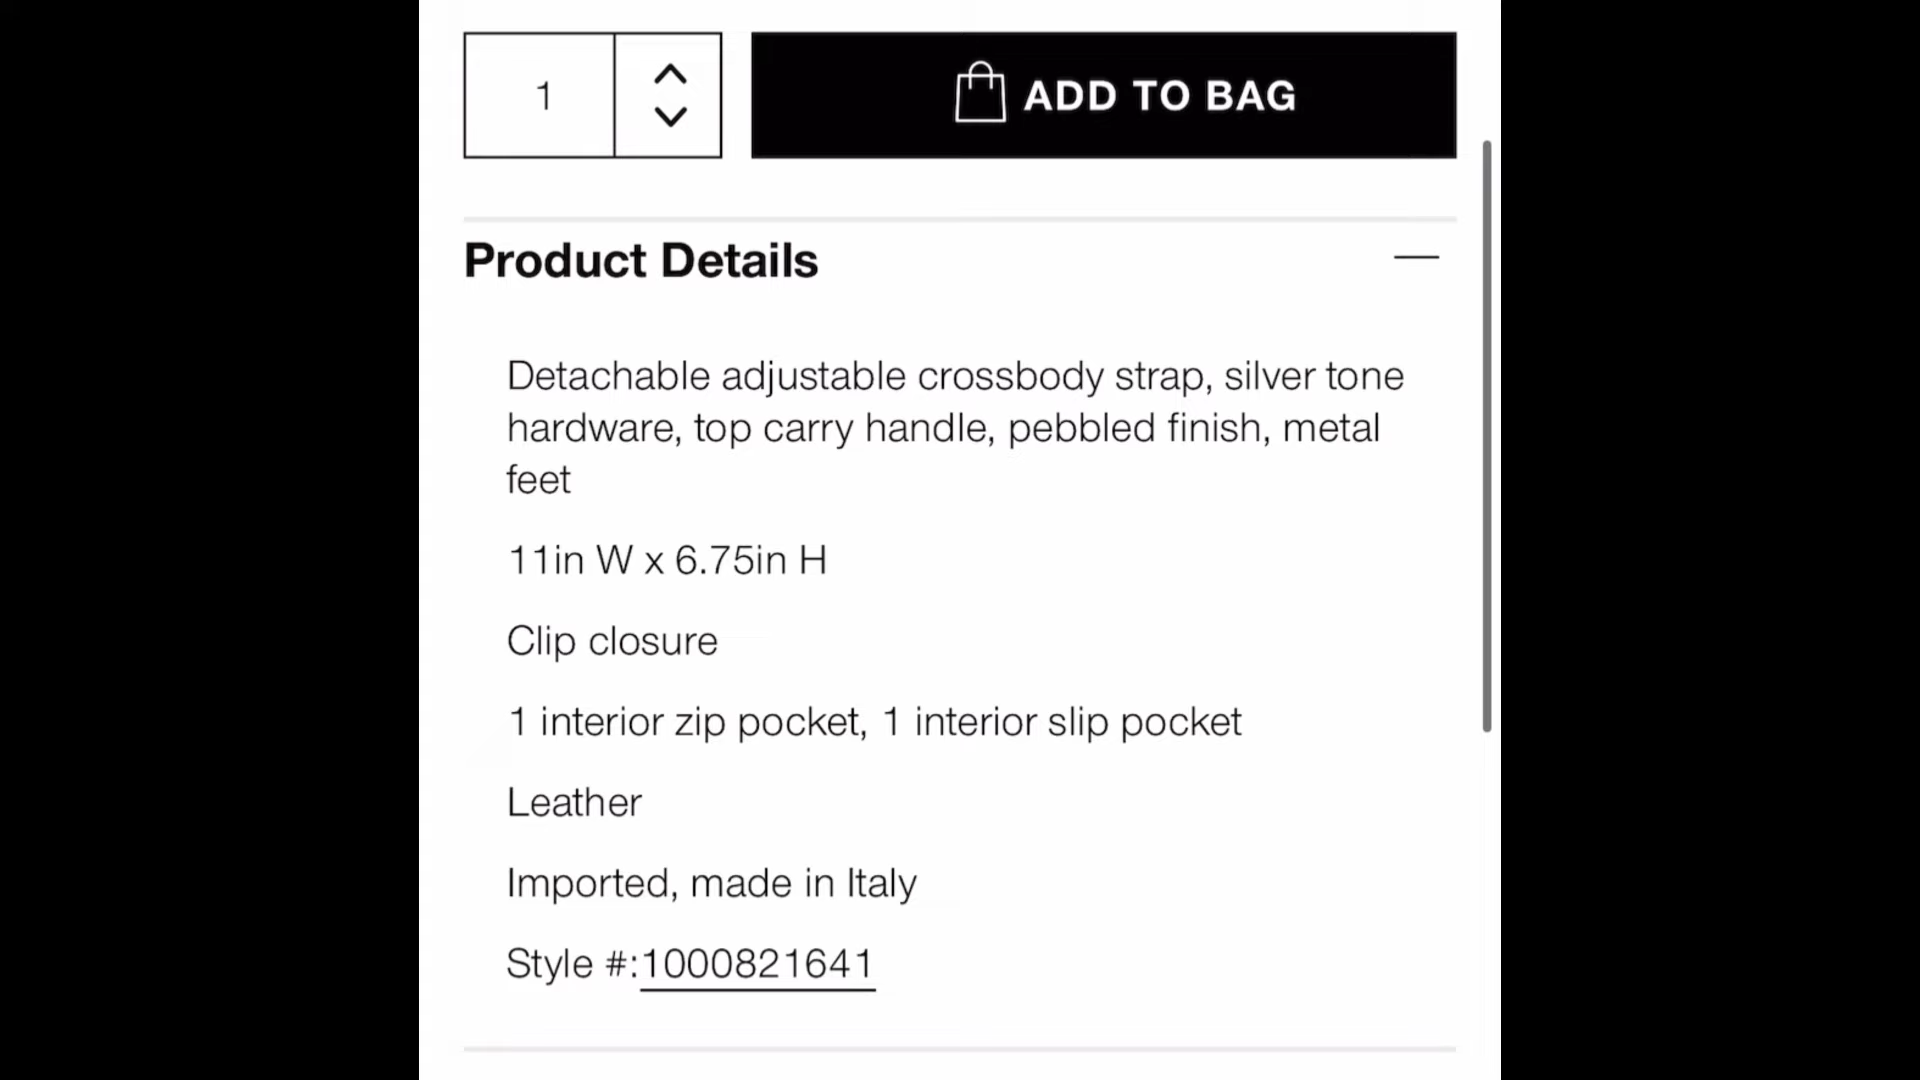 1
ADD TO BAG
Product Details
Detachable adjustable crossbody strap, silver tone
hardware, top carry handle, pebbled finish, metal
feet
11in W x 6.75in H
Clip closure
1 interior zip pocket, 1 interior slip pocket
Leather
Imported, made in Italy
Style #:1000821641